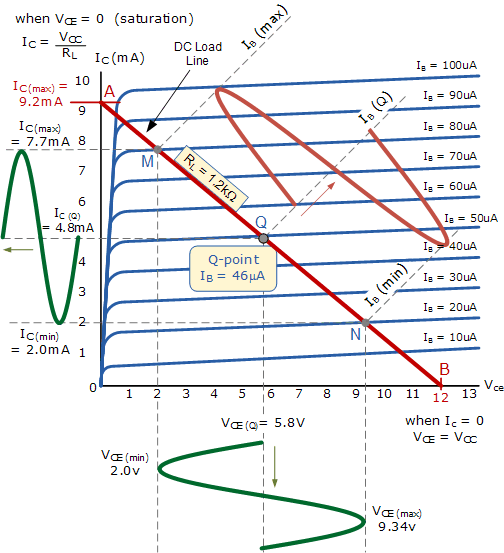 when VCE = 0 (saturation)
IC = VCC / RL
IC(mA)
DC Load
Line
IB (max)
IB (Q)
IB (min)
IC(max) =
9.2mA
IC(max)
= 7.7mA
IC (Q)
= 4.8mA
IC(min)
= 2.0mA
10
9
8
7
6
5
4
3
2
1
0
A
M
RL = 1.2kΩ
Q
Q-point
IB = 46µA
N
B
IB = 100uA
IB = 90uA
IB = 80uA
IB = 70uA
IB = 60uA
IB = 50uA
IB = 40uA
IB = 30uA
IB = 20uA
IB = 10uA
1 2 3 4 5 6 7 8 9 10 11 12 13
Vce
when Ic = 0
VCE = VCC
VCE (Q) = 5.8V
VCE (min)
2.0v
VCE (max)
9.34v